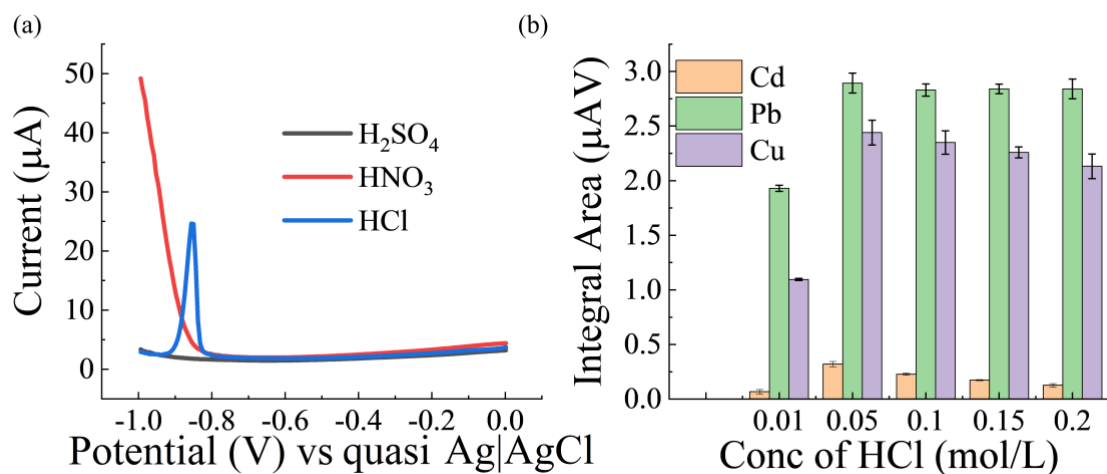 (a)
50
40
30
20
10
0
Current (μA)
H₂SO₄
HNO₃
HCl
-1.0 -0.8 -0.6 -0.4 -0.2 0.0
Potential (V) vs quasi Ag|AgCl
(b)
3.0
2.5
2.0
1.5
1.0
0.5
0.0
Integral Area (μAV)
Cd
Pb
Cu
0.01 0.05 0.1 0.15 0.2
Conc of HCl (mol/L)